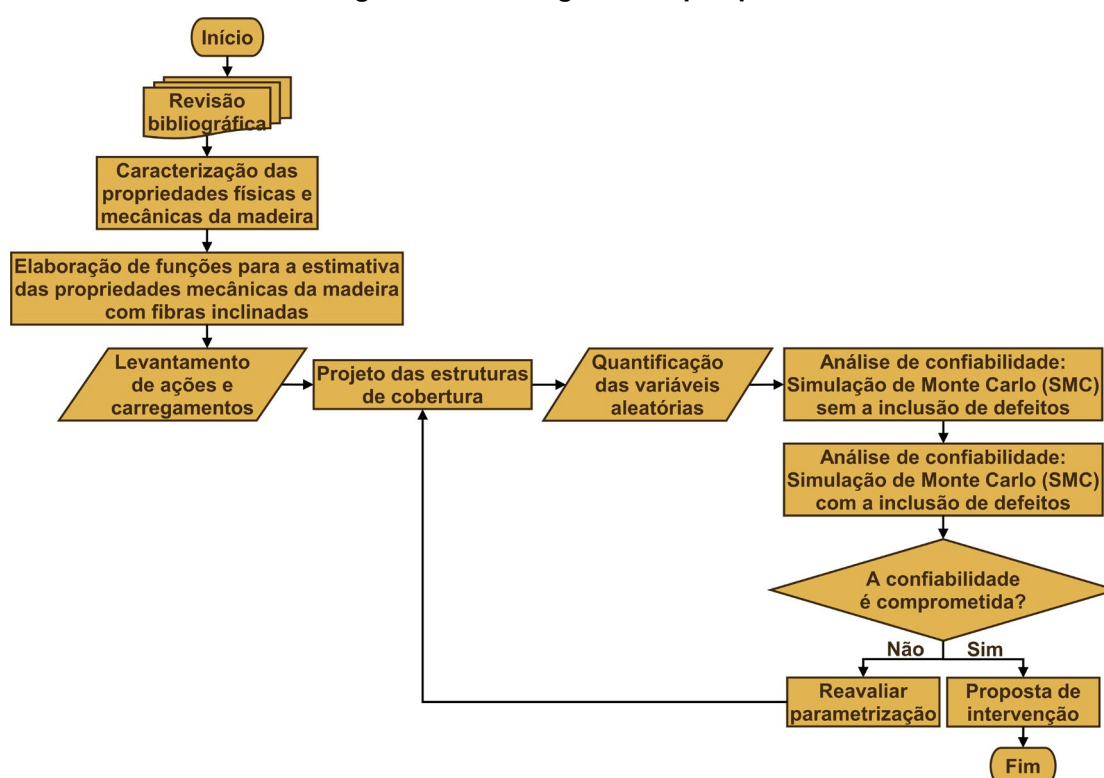 Início
Revisão
bibliográfica
Caracterização das
propriedades físicas e
mecânicas da madeira
Elaboração de funções para a estimativa
das propriedades mecânicas da madeira
com fibras inclinadas
Levantamento
de ações e
carregamentos
Projeto das estruturas
de cobertura
Quantificação
das variáveis
aleatórias
Análise de confiabilidade:
Simulação de Monte Carlo (SMC)
sem a inclusão de defeitos
Análise de confiabilidade:
Simulação de Monte Carlo (SMC)
com a inclusão de defeitos
A confiabilidade
é comprometida?
Não
Sim
Reavaliar
parametrização
Proposta de
intervenção
Fim